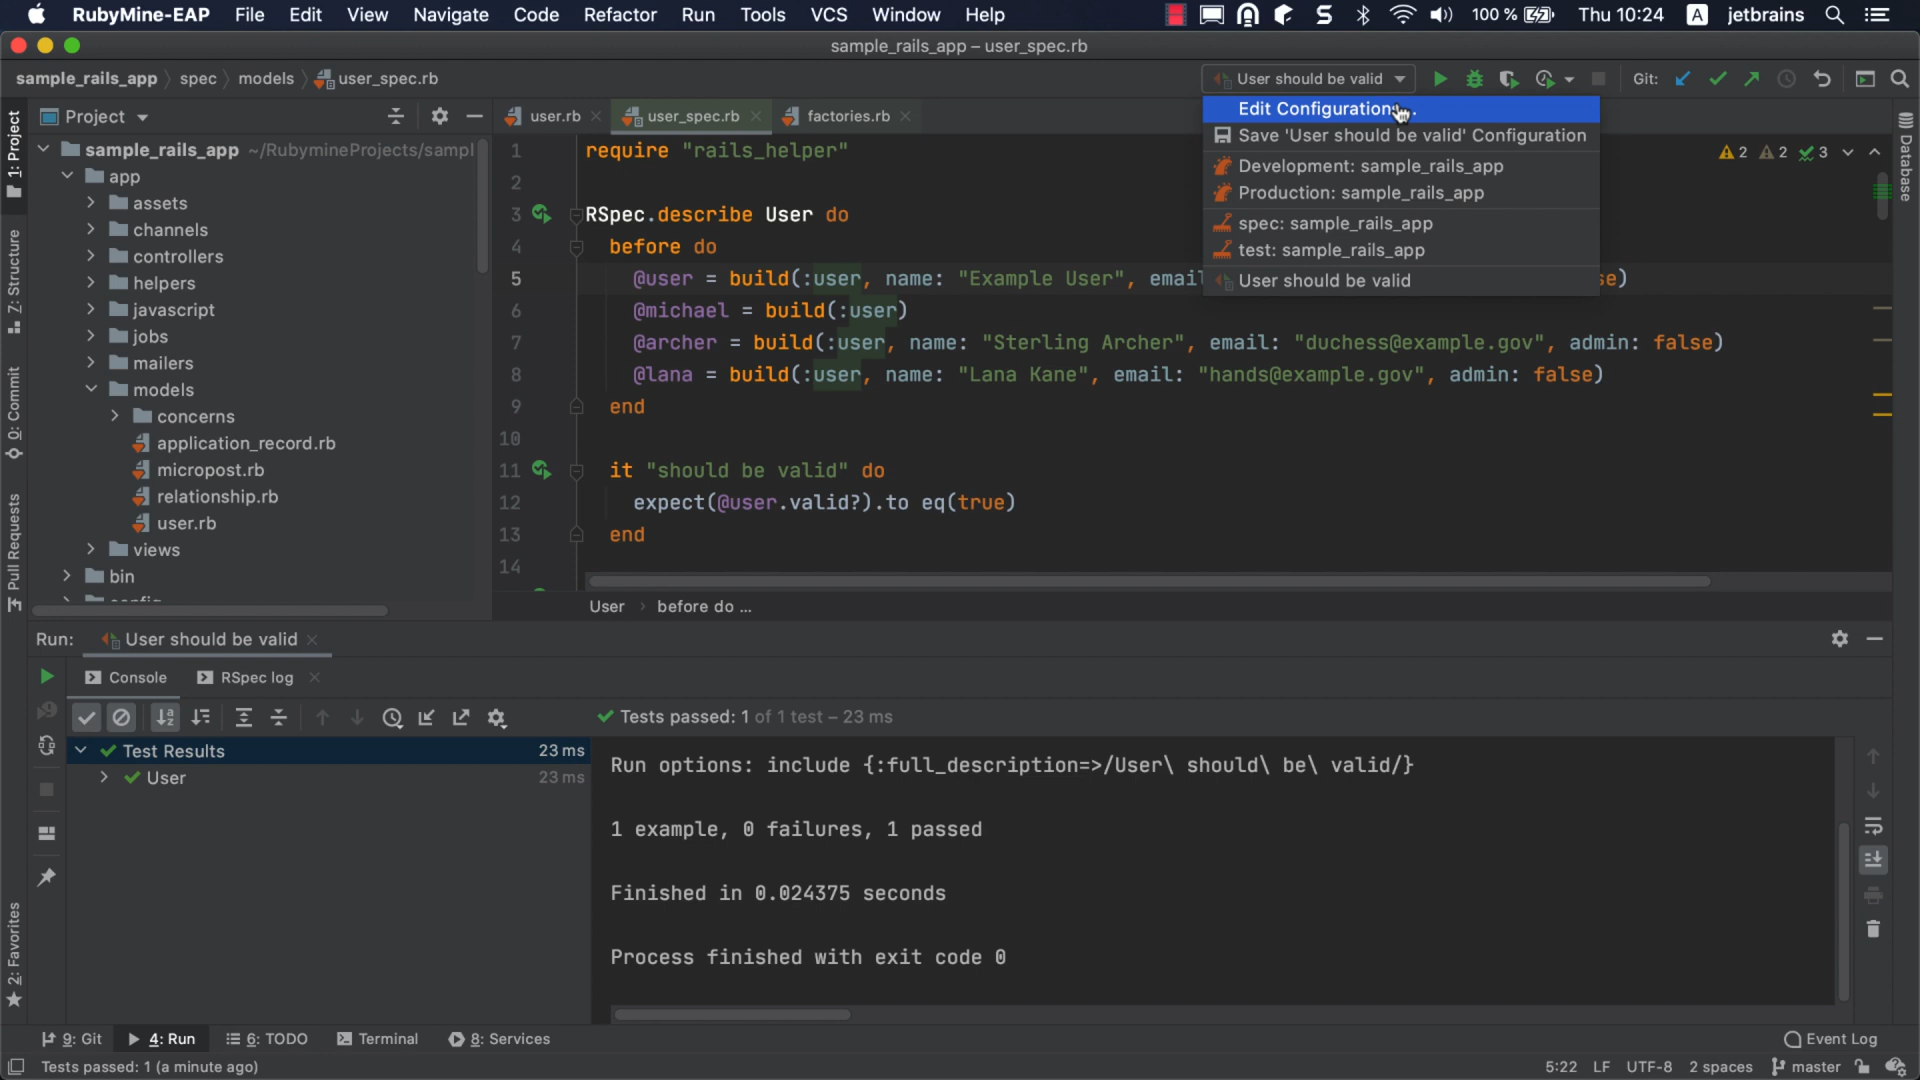 RubyMine-EAP File Edit View Navigate Code Refactor Run Tools VCS Window Help 100 % Thu 10:24 A jetbrains
sample_rails_app – user_spec.rb
sample_rails_app spec models user_spec.rb User should be valid Git:
Edit Configurations...
Save 'User should be valid' Configuration
Development: sample_rails_app
Production: sample_rails_app
spec: sample_rails_app
test: sample_rails_app
User should be valid
1: Project
Z: Structure
0: Commit
Pull Requests
2: Favorites
Database
Project
sample_rails_app ~/RubymineProjects/sampl
app
assets
channels
controllers
helpers
javascript
jobs
mailers
models
concerns
application_record.rb
micropost.rb
relationship.rb
user.rb
views
bin
config
user.rb user_spec.rb factories.rb
2 2 3
1 require "rails_helper"
2
3 RSpec.describe User do
4 before do
5 @user = build(:user, name: "Example User", email se)
6 @michael = build(:user)
7 @archer = build(:user, name: "Sterling Archer", email: "duchess@example.gov", admin: false)
8 @lana = build(:user, name: "Lana Kane", email: "hands@example.gov", admin: false)
9 end
10
11 it "should be valid" do
12 expect(@user.valid?).to eq(true)
13 end
14
User before do ...
Run: User should be valid
Console RSpec log
Tests passed: 1 of 1 test – 23 ms
Test Results 23 ms
User 23 ms
Run options: include {:full_description=>/User\ should\ be\ valid/}
1 example, 0 failures, 1 passed
Finished in 0.024375 seconds
Process finished with exit code 0
9: Git 4: Run 6: TODO Terminal 8: Services Event Log
Tests passed: 1 (a minute ago) 5:22 LF UTF-8 2 spaces master